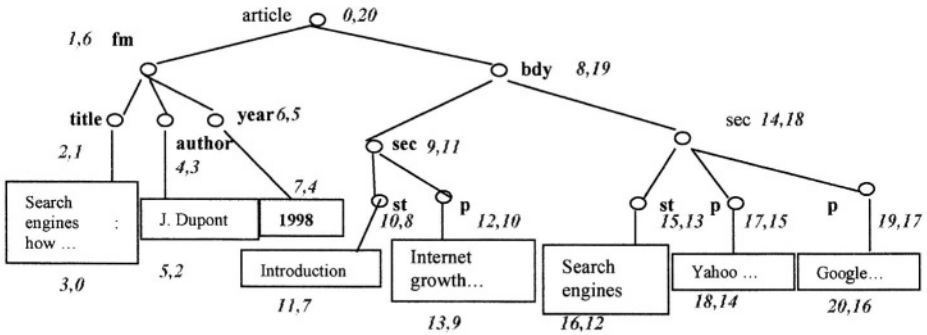 article 0,20
1,6 fm
bdy 8,19
title
year 6,5
author
2,1
4,3
7,4
sec 9,11
sec 14,18
Search
engines :
how ...
J. Dupont
1998
3,0
5,2
st
10,8
p
12,10
st
15,13
p
17,15
p
19,17
Introduction
11,7
Internet
growth...
13,9
Search
engines
16,12
Yahoo ...
18,14
Google...
20,16